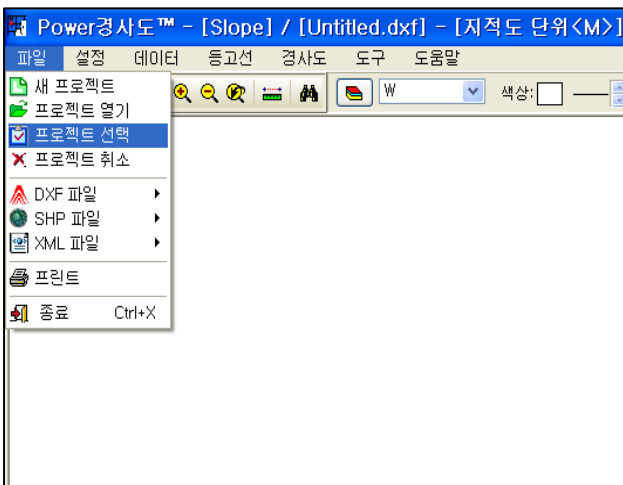 Power경사도™ - [Slope] / [Untitled.dxf] - [지적도 단위<M>]
파일 설정 데이터 등고선 경사도 도구 도움말
새 프로젝트
W 색상:
프로젝트 열기
프로젝트 선택
프로젝트 취소
DXF 파일
SHP 파일
XML 파일
프린트
종료 Ctrl+X